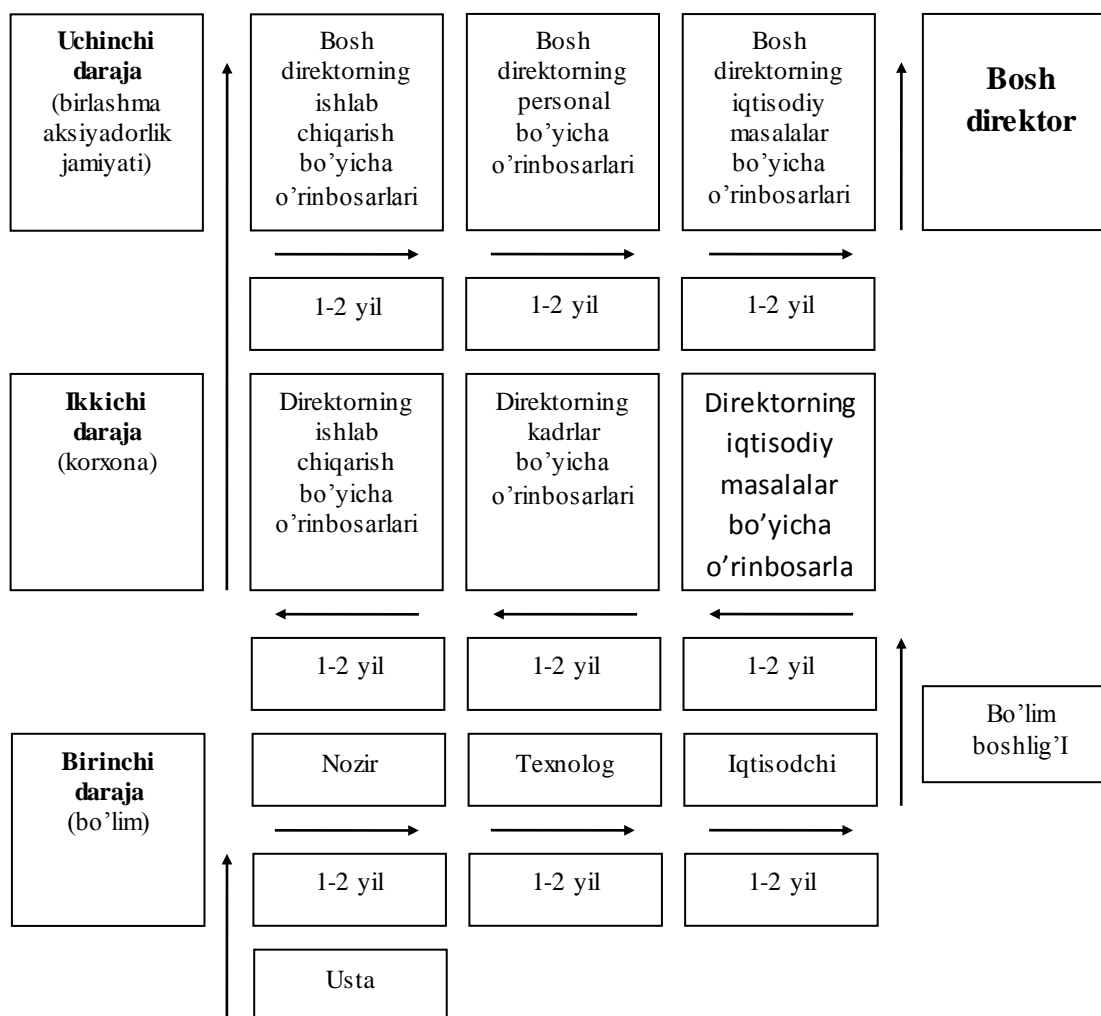 Uchinchi
daraja
(birlashma
aksiyadorlik
jamiyati)
Bosh
direktorning
ishlab
chiqarish
bo’yicha
o’rinbosarlari
Bosh
direktorning
personal
bo’yicha
o’rinbosarlari
Bosh
direktorning
iqtisodiy
masalalar
bo’yicha
o’rinbosarlari
Bosh
direktor
1-2 yil
1-2 yil
1-2 yil
Ikkichi
daraja
(korxona)
Direktorning
ishlab
chiqarish
bo’yicha
o’rinbosarlari
Direktorning
kadrlar
bo’yicha
o’rinbosarlari
Direktorning
iqtisodiy
masalalar
bo’yicha
o’rinbosarla
1-2 yil
1-2 yil
1-2 yil
Bo’lim
boshlig’I
Birinchi
daraja
(bo’lim)
Nozir
Texnolog
Iqtisodchi
1-2 yil
1-2 yil
1-2 yil
Usta